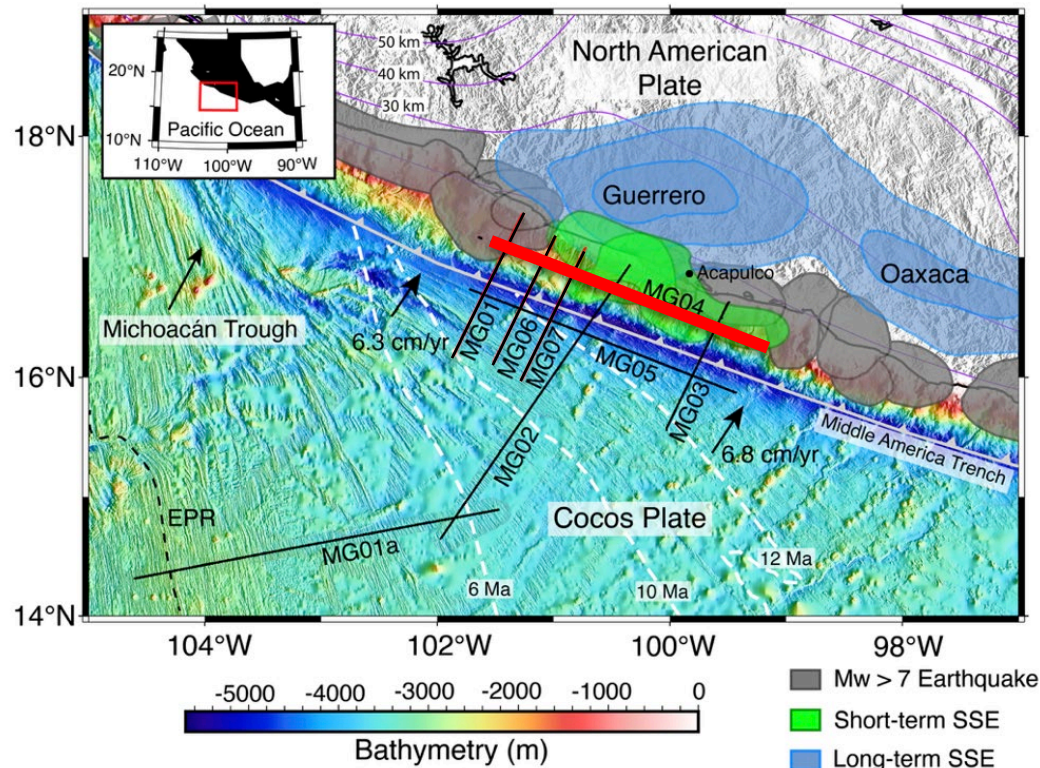 20°N
10°N
110°W
100°W
90°W
Pacific Ocean
50 km
40 km
30 km
North American
Plate
18°N
16°N
14°N
Guerrero
Oaxaca
Acapulco
Michoacán Trough
6.3 cm/yr
MG01
MG06
MG07
MG04
MG05
MG03
MG02
6.8 cm/yr
Middle America Trench
Cocos Plate
EPR
MG01a
6 Ma
10 Ma
12 Ma
104°W
102°W
100°W
98°W
-5000
-4000
-3000
-2000
-1000
0
Bathymetry (m)
Mw > 7 Earthquake
Short-term SSE
Long-term SSE